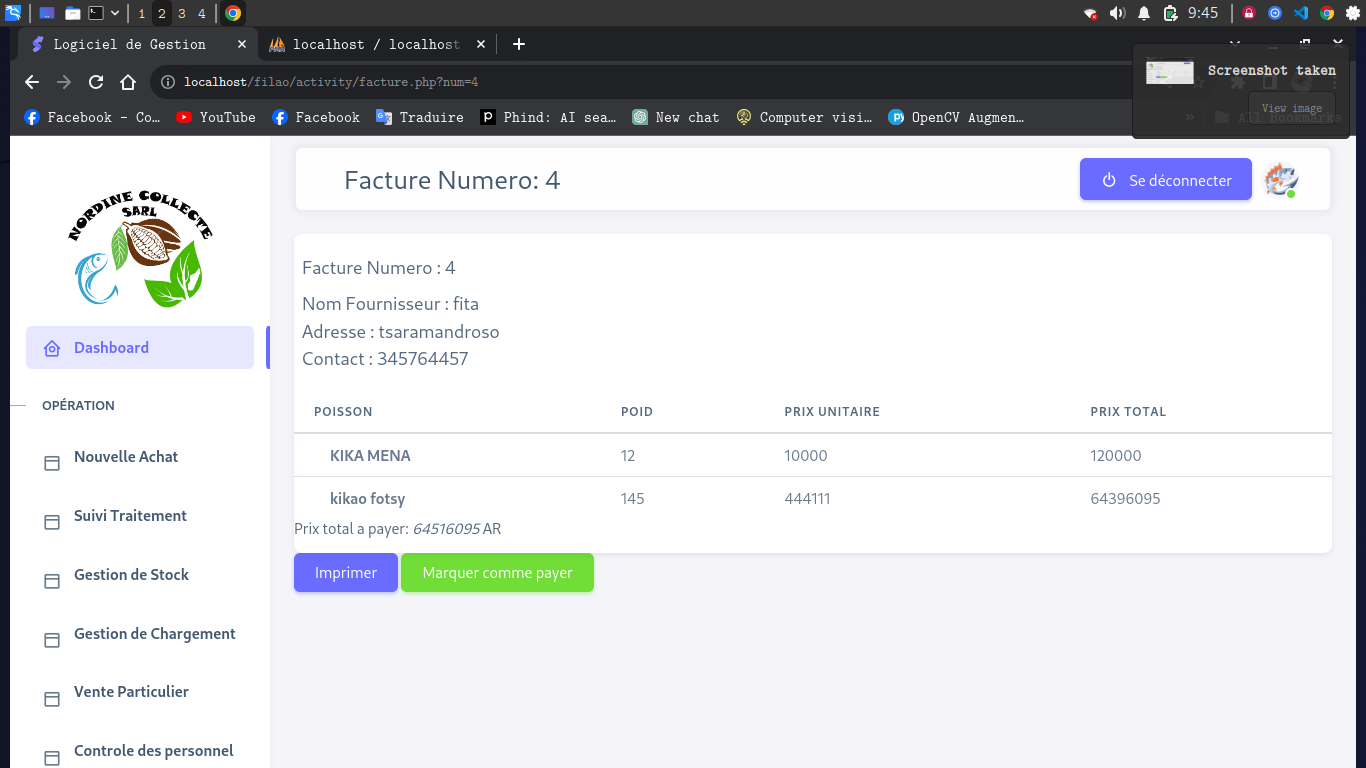 1 2 3 4 9:45
Logiciel de Gestion localhost / localhost
localhost/filao/activity/facture.php?num=4
Screenshot taken
View image
Facebook – Co… YouTube Facebook Traduire Phind: AI sea… New chat Computer visi… OpenCV Augmen… » All Bookmarks
NORDINE COLLECTE
SARL
Facture Numero: 4
Se déconnecter
Dashboard
OPÉRATION
Nouvelle Achat
Suivi Traitement
Gestion de Stock
Gestion de Chargement
Vente Particulier
Controle des personnel
Facture Numero : 4
Nom Fournisseur : fita
Adresse : tsaramandroso
Contact : 345764457
POISSON POID PRIX UNITAIRE PRIX TOTAL
KIKA MENA 12 10000 120000
kikao fotsy 145 444111 64396095
Prix total a payer: 64516095 AR
Imprimer Marquer comme payer